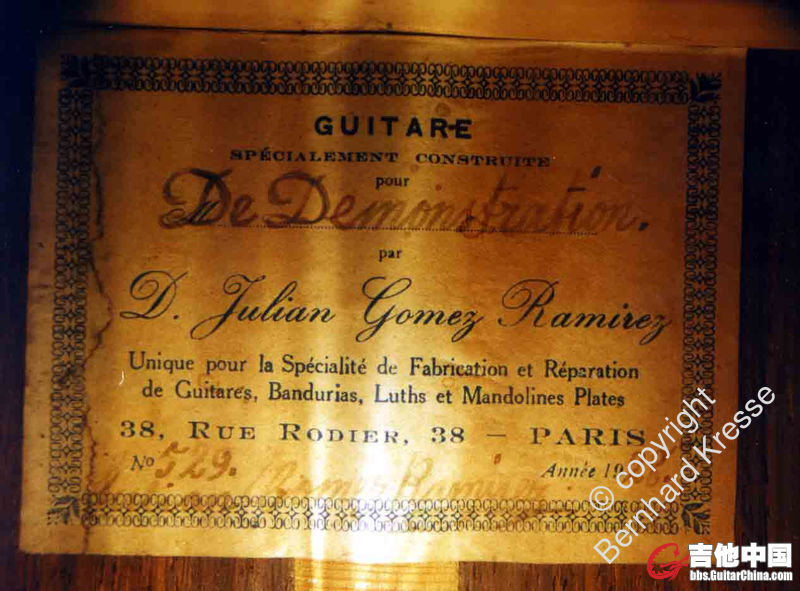 GUITARE
SPÉCIALEMENT CONSTRUITE
pour
De Demonstration.
par
D. Julian Gomez Ramirez
Unique pour la Spécialité de Fabrication et Réparation
de Guitares, Bandurias, Luths et Mandolines Plates
38, RUE RODIER, 38 — PARIS
No 529.
Année 19
Gomez Ramirez
© copyright
Bernhard Kresse
吉他中国
bbs.GuitarChina.com